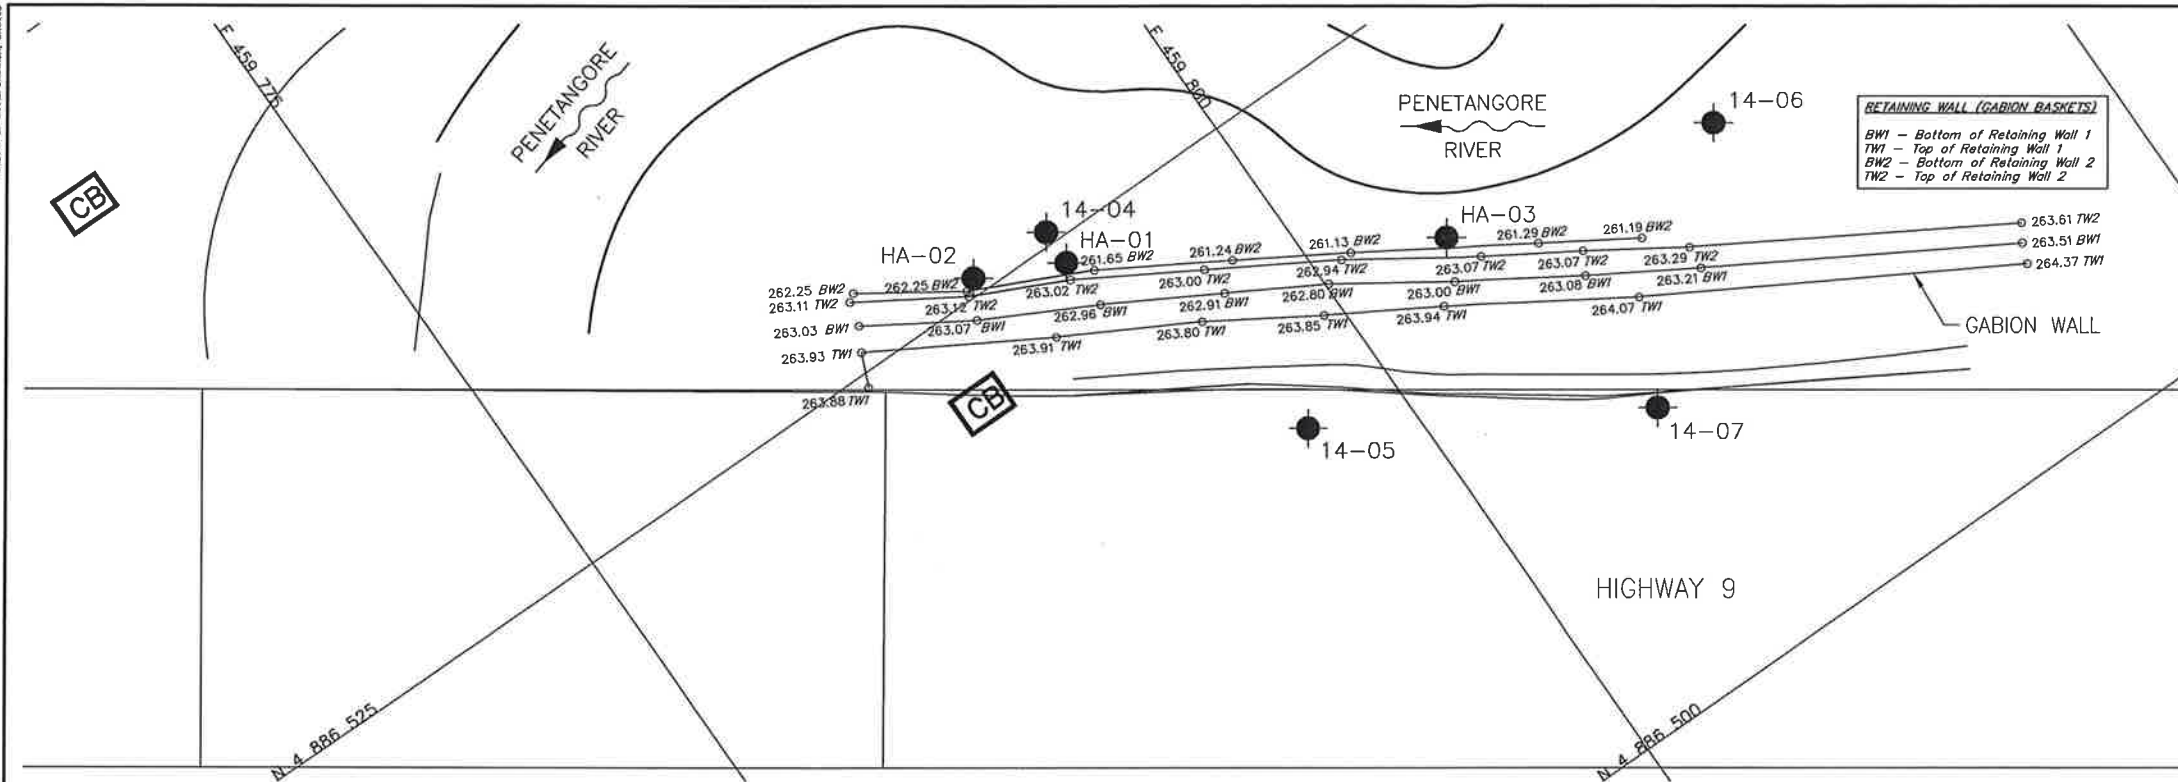 E 459 775
E 459 800
PENETANGORE
RIVER
PENETANGORE
RIVER
14-06
RETAINING WALL (GABION BASKETS)
BW1 - Bottom of Retaining Wall 1
TW1 - Top of Retaining Wall 1
BW2 - Bottom of Retaining Wall 2
TW2 - Top of Retaining Wall 2
CB
14-04
HA-01
HA-02
HA-03
262.25 BW2
262.25 BW2
261.65 BW2
261.24 BW2
261.13 BW2
261.29 BW2
261.19 BW2
263.61 TW2
263.11 TW2
263.12 TW2
263.02 TW2
263.00 TW2
262.94 TW2
263.07 TW2
263.07 TW2
263.29 TW2
263.51 BW1
263.03 BW1
263.07 BW1
262.96 BW1
262.91 BW1
262.80 BW1
263.00 BW1
263.08 BW1
263.21 BW1
264.37 TW1
263.93 TW1
263.91 TW1
263.80 TW1
263.85 TW1
263.94 TW1
264.07 TW1
GABION WALL
263.88 TW1
CB
14-05
14-07
HIGHWAY 9
N 4 886 525
N 4 886 500